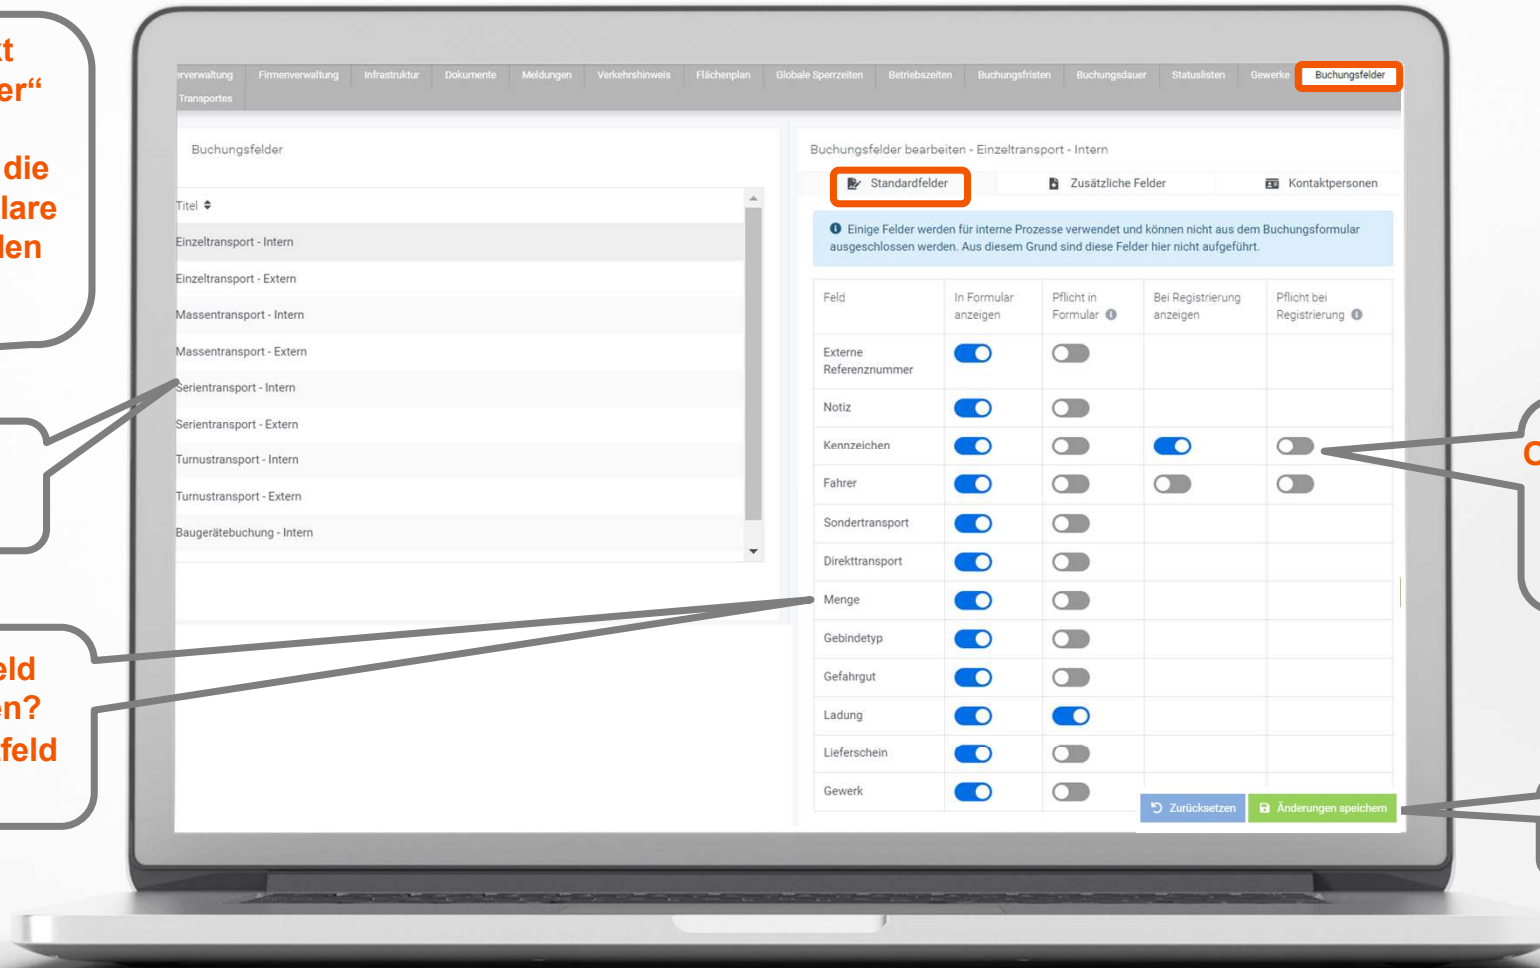 kt
er“
die
lare
den
eld
en?
tfeld
erverwaltung Firmenverwaltung Infrastruktur Dokumente Meldungen Verkehrshinweis Flächenplan Globale Sperrzeiten Betriebszeiten Buchungsfristen Buchungsdauer Statuslisten Gewerke Buchungsfelder
Transportes
Buchungsfelder
Titel
Einzeltransport - Intern
Einzeltransport - Extern
Massentransport - Intern
Massentransport - Extern
Serientransport - Intern
Serientransport - Extern
Turnustransport - Intern
Turnustransport - Extern
Baugerätebuchung - Intern
Buchungsfelder bearbeiten - Einzeltransport - Intern
Standardfelder Zusätzliche Felder Kontaktpersonen
Einige Felder werden für interne Prozesse verwendet und können nicht aus dem Buchungsformular
ausgeschlossen werden. Aus diesem Grund sind diese Felder hier nicht aufgeführt.
Feld In Formular Pflicht in Bei Registrierung Pflicht bei
anzeigen Formular anzeigen Registrierung
Externe
Referenznummer
Notiz
Kennzeichen
Fahrer
Sondertransport
Direkttransport
Menge
Gebindetyp
Gefahrgut
Ladung
Lieferschein
Gewerk
Zurücksetzen Änderungen speichern